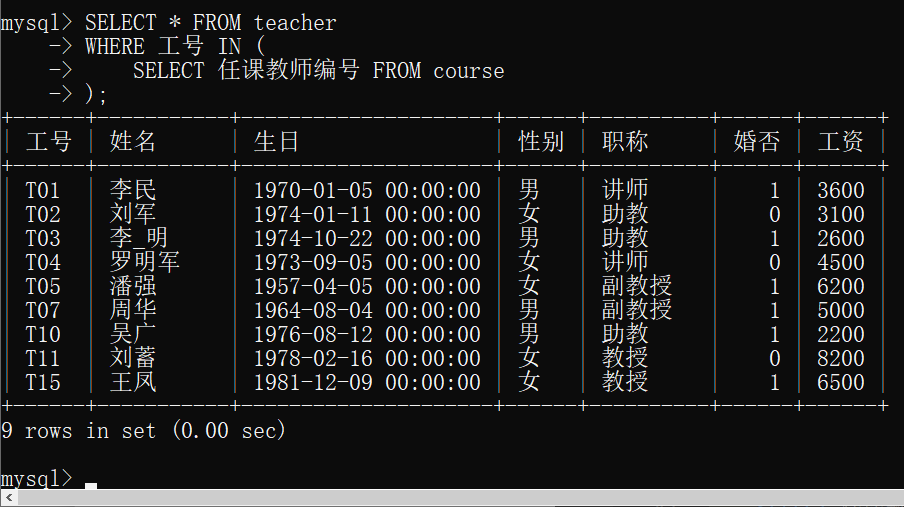 mysql> SELECT * FROM teacher
-> WHERE 工号 IN (
-> SELECT 任课教师编号 FROM course
-> );
| 工号 | 姓名 | 生日 | 性别 | 职称 | 婚否 | 工资 |
| T01 | 李民 | 1970-01-05 00:00:00 | 男 | 讲师 | 1 | 3600 |
| T02 | 刘军 | 1974-01-11 00:00:00 | 女 | 助教 | 0 | 3100 |
| T03 | 李_明 | 1974-10-22 00:00:00 | 男 | 助教 | 1 | 2600 |
| T04 | 罗明军 | 1973-09-05 00:00:00 | 女 | 讲师 | 0 | 4500 |
| T05 | 潘强 | 1957-04-05 00:00:00 | 女 | 副教授 | 1 | 6200 |
| T07 | 周华 | 1964-08-04 00:00:00 | 男 | 副教授 | 1 | 5000 |
| T10 | 吴广 | 1976-08-12 00:00:00 | 男 | 助教 | 1 | 2200 |
| T11 | 刘蓄 | 1978-02-16 00:00:00 | 女 | 教授 | 0 | 8200 |
| T15 | 王凤 | 1981-12-09 00:00:00 | 女 | 教授 | 1 | 6500 |
9 rows in set (0.00 sec)
mysql>